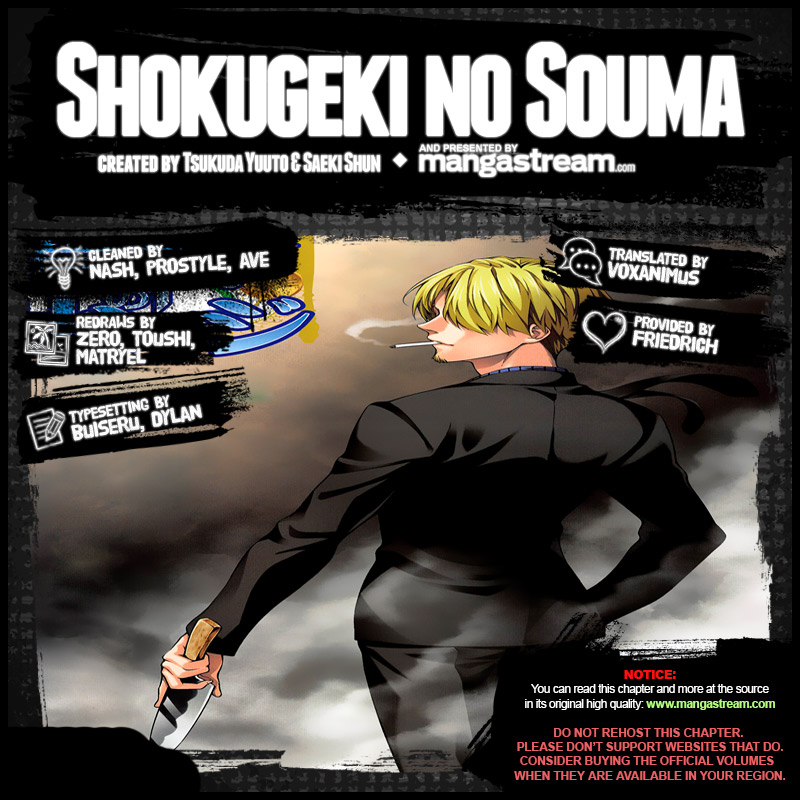 SHOKUGEKI NO SOUMA
CREATED BY TSUKUDA YUUTO & SAEKI SHUN ◆ AND PRESENTED BY
mangastream.com
CLEANED BY
NASH, PROSTYLE, AVE
REDRAWS BY
ZERO, TOUSHI,
MATRYEL
TYPESETTING BY
BUISERU, DYLAN
TRANSLATED BY
VOXANIMUS
PROVIDED BY
FRIEDRICH
NOTICE:
You can read this chapter and more at the source
in its original high quality: www.mangastream.com
DO NOT REHOST THIS CHAPTER.
PLEASE DON'T SUPPORT WEBSITES THAT DO.
CONSIDER BUYING THE OFFICIAL VOLUMES
WHEN THEY ARE AVAILABLE IN YOUR REGION.